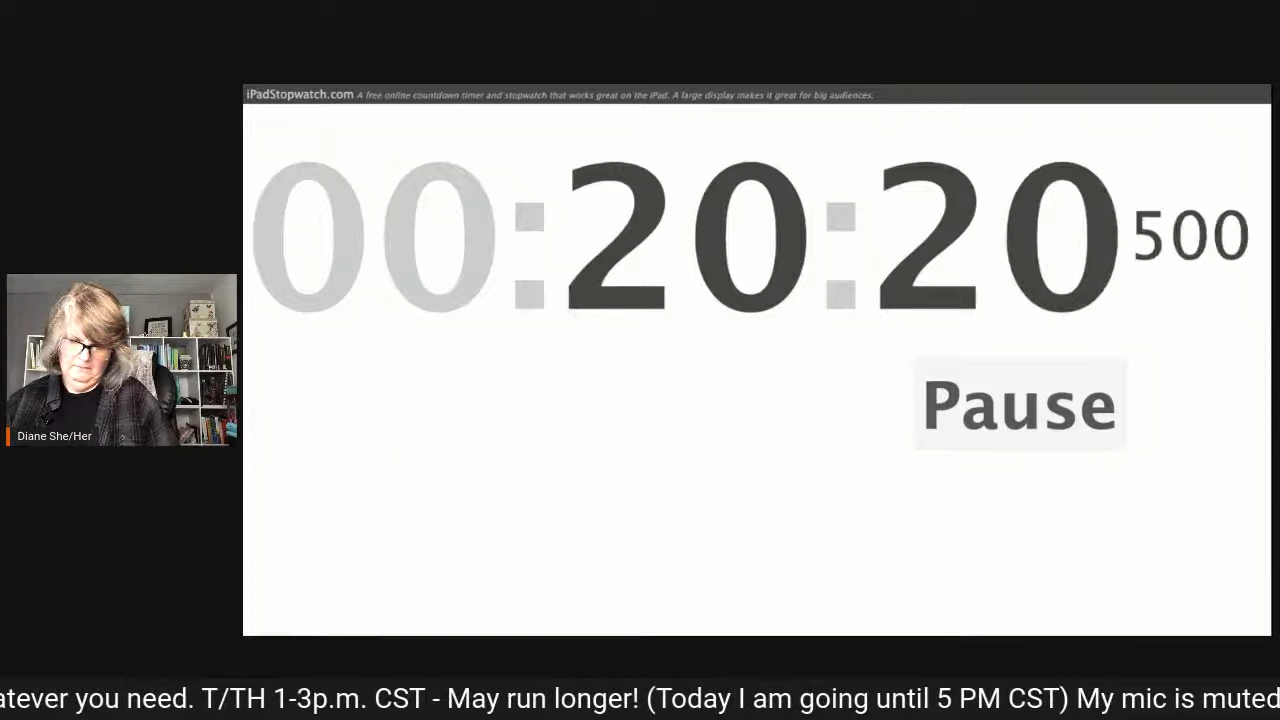 iPadStopwatch.com A free online countdown timer and stopwatch that works great on the iPad. A large display makes it great for big audiences.
00:20:20 500
Pause
Diane She/Her
atever you need. T/TH 1-3p.m. CST - May run longer! (Today I am going until 5 PM CST) My mic is muted